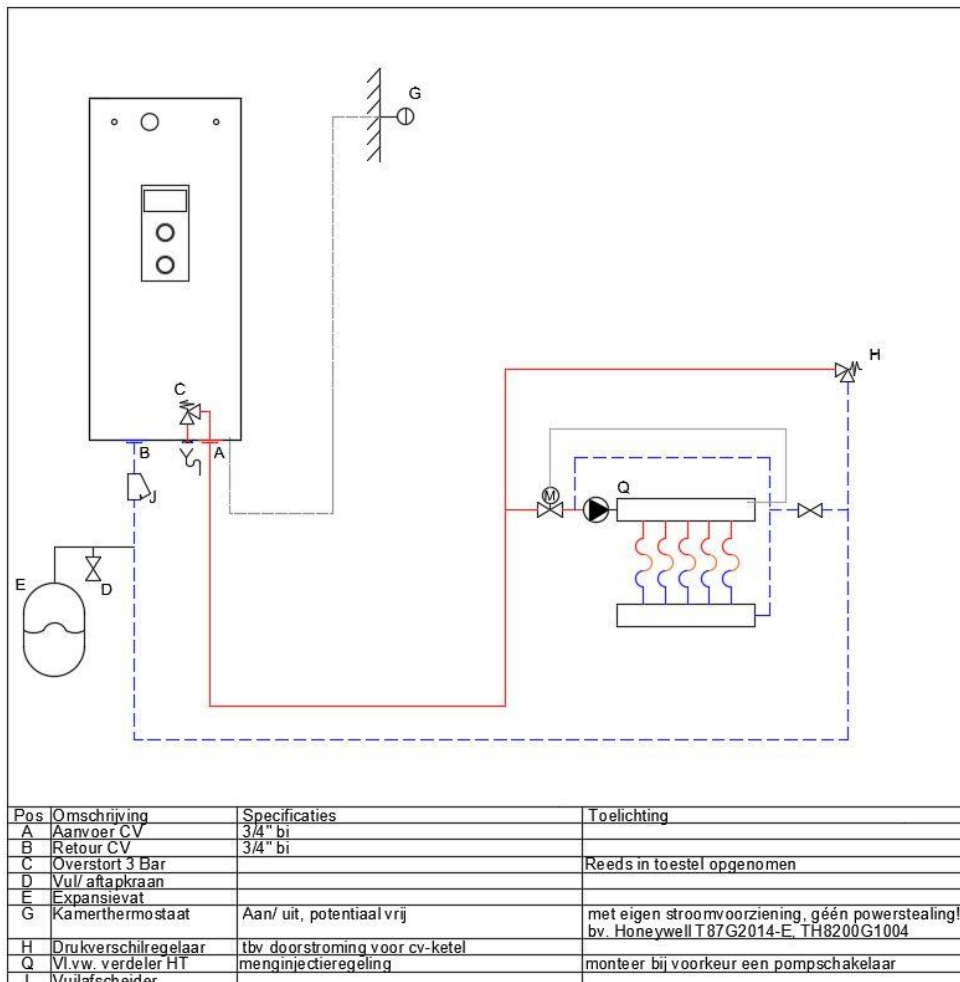 G
C
B
A
J
D
E
H
M
Q
Pos Omschrijving Specificaties Toelichting
A Aanvoer CV 3/4" bi
B Retour CV 3/4" bi
C Overstort 3 Bar Reeds in toestel opgenomen
D Vul/ aftapkraan
E Expansievat
G Kamerthermostaat Aan/ uit, potentiaal vrij met eigen stroomvoorziening, géén powerstealing!
bv. Honeywell T87G2014-E, TH8200G1004
H Drukverschilregelaar tbv doorstroming voor cv-ketel
Q Vl.vw. verdeler HT menginjectieregeling monteer bij voorkeur een pompschakelaar
J Vuilafscheider